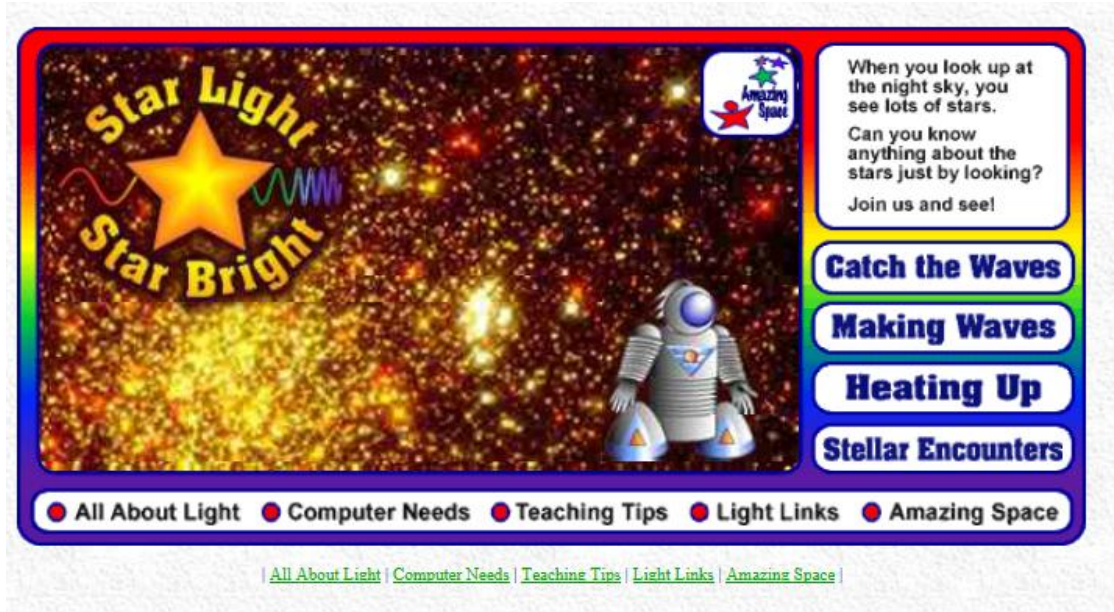 Star Light
Star Bright
Amazing
Space
When you look up at
the night sky, you
see lots of stars.
Can you know
anything about the
stars just by looking?
Join us and see!
Catch the Waves
Making Waves
Heating Up
Stellar Encounters
All About Light Computer Needs Teaching Tips Light Links Amazing Space
| All About Light | Computer Needs | Teaching Tips | Light Links | Amazing Space |